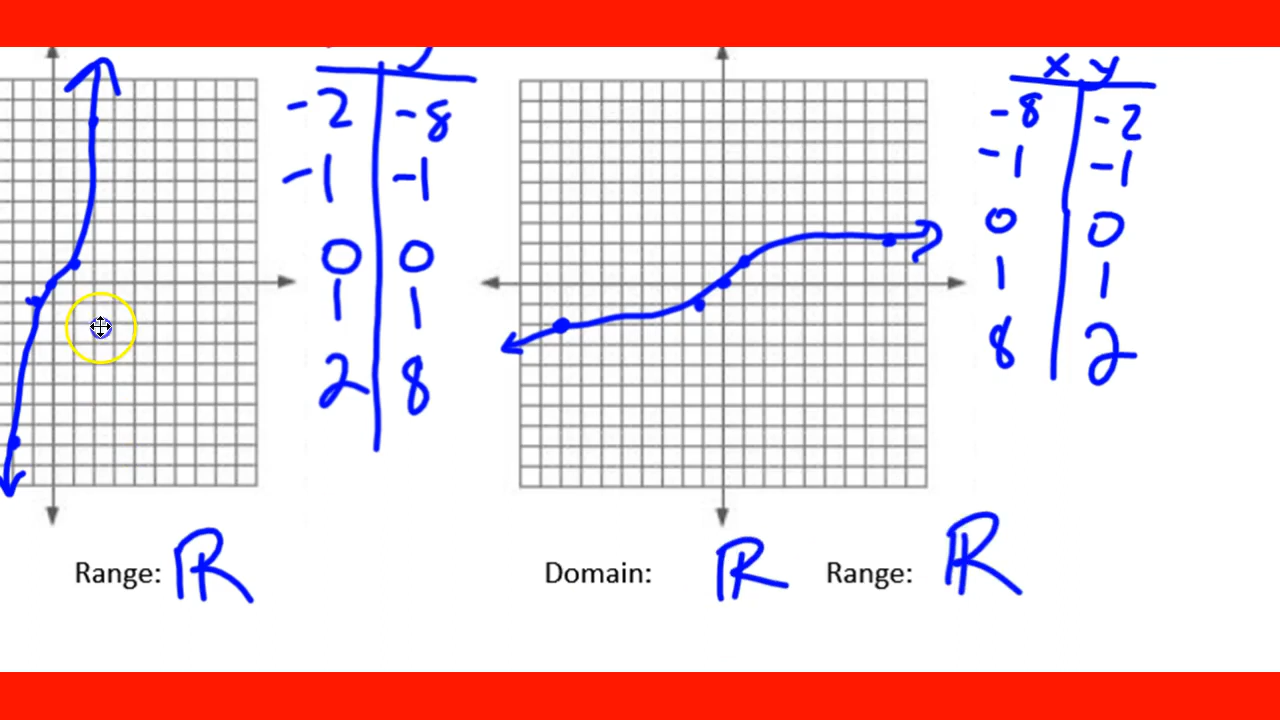 y
-2 -8
-1 -1
0 0
1 1
2 8
x y
-8 -2
-1 -1
0 0
1 1
8 2
Range: ℝ
Domain: ℝ Range: ℝ